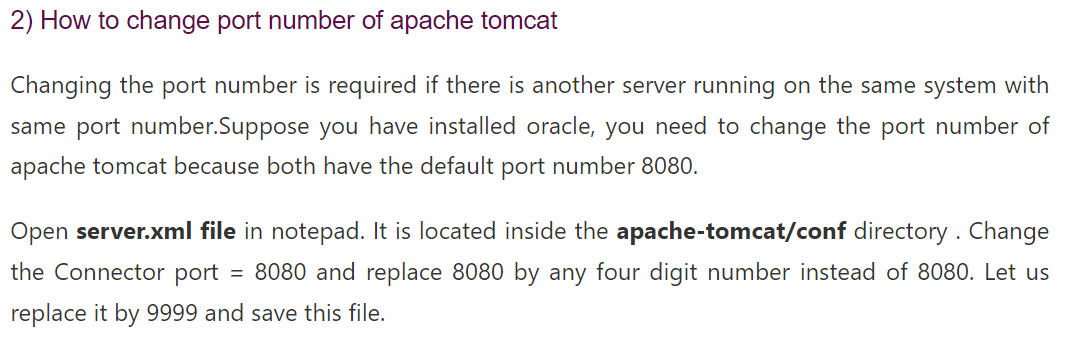 2) How to change port number of apache tomcat
Changing the port number is required if there is another server running on the same system with
same port number.Suppose you have installed oracle, you need to change the port number of
apache tomcat because both have the default port number 8080.
Open server.xml file in notepad. It is located inside the apache-tomcat/conf directory . Change
the Connector port = 8080 and replace 8080 by any four digit number instead of 8080. Let us
replace it by 9999 and save this file.